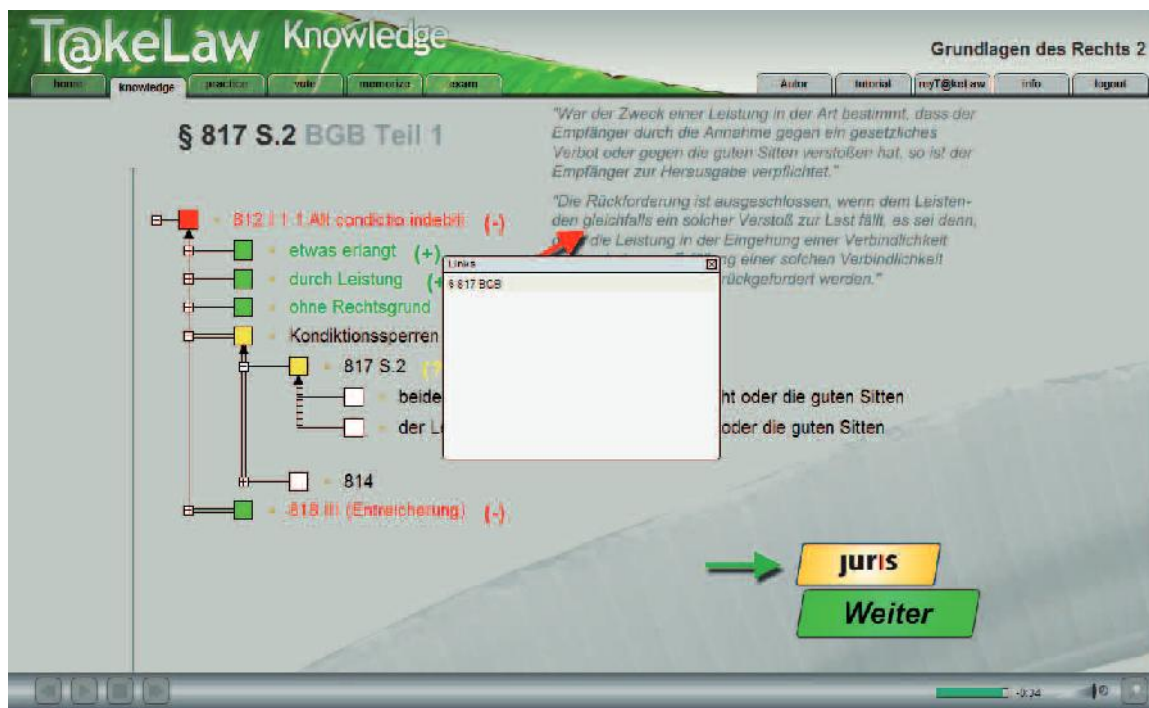 T@keLaw Knowledge
Grundlagen des Rechts 2
home knowledge practice vote memorize exam Autor tutorial myT@keLaw info logout
§ 817 S.2 BGB Teil 1
"War der Zweck einer Leistung in der Art bestimmt, dass der
Empfänger durch die Annahme gegen ein gesetzliches
Verbot oder gegen die guten Sitten verstoßen hat, so ist der
Empfänger zur Herausgabe verpflichtet."
"Die Rückforderung ist ausgeschlossen, wenn dem Leisten-
den gleichfalls ein solcher Verstoß zur Last fällt, es sei denn,
die Leistung in der Eingehung einer Verbindlichkeit
einer solchen Verbindlichkeit
rückgefordert werden."
812 I 1 1.Alt condictio indebiti (-)
etwas erlangt (+)
durch Leistung (+
ohne Rechtsgrund
Kondiktionssperren
817 S.2 (?
beide
ht oder die guten Sitten
der L
oder die guten Sitten
814
818 III (Entreicherung) (-)
Links
§ 817 BGB
juris
Weiter
-0:34